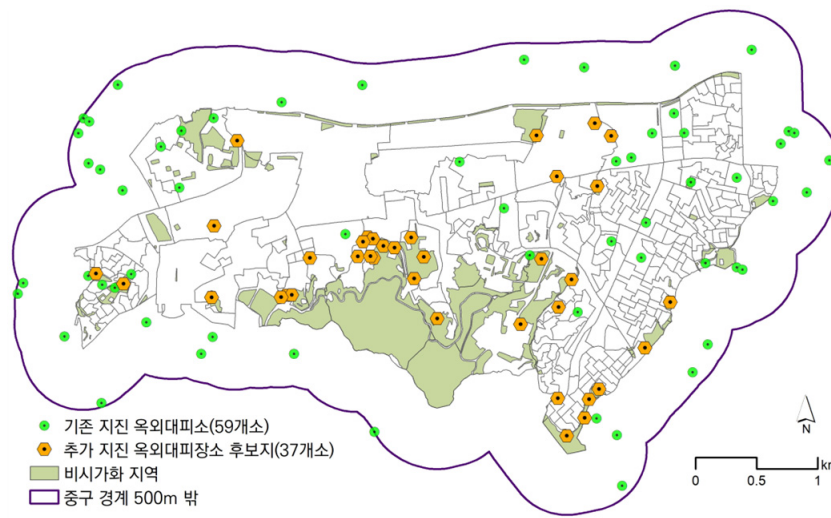 기존 지진 옥외대피소(59개소)
추가 지진 옥외대피장소 후보지(37개소)
비시가화 지역
중구 경계 500m 밖
N
0 0.5 1